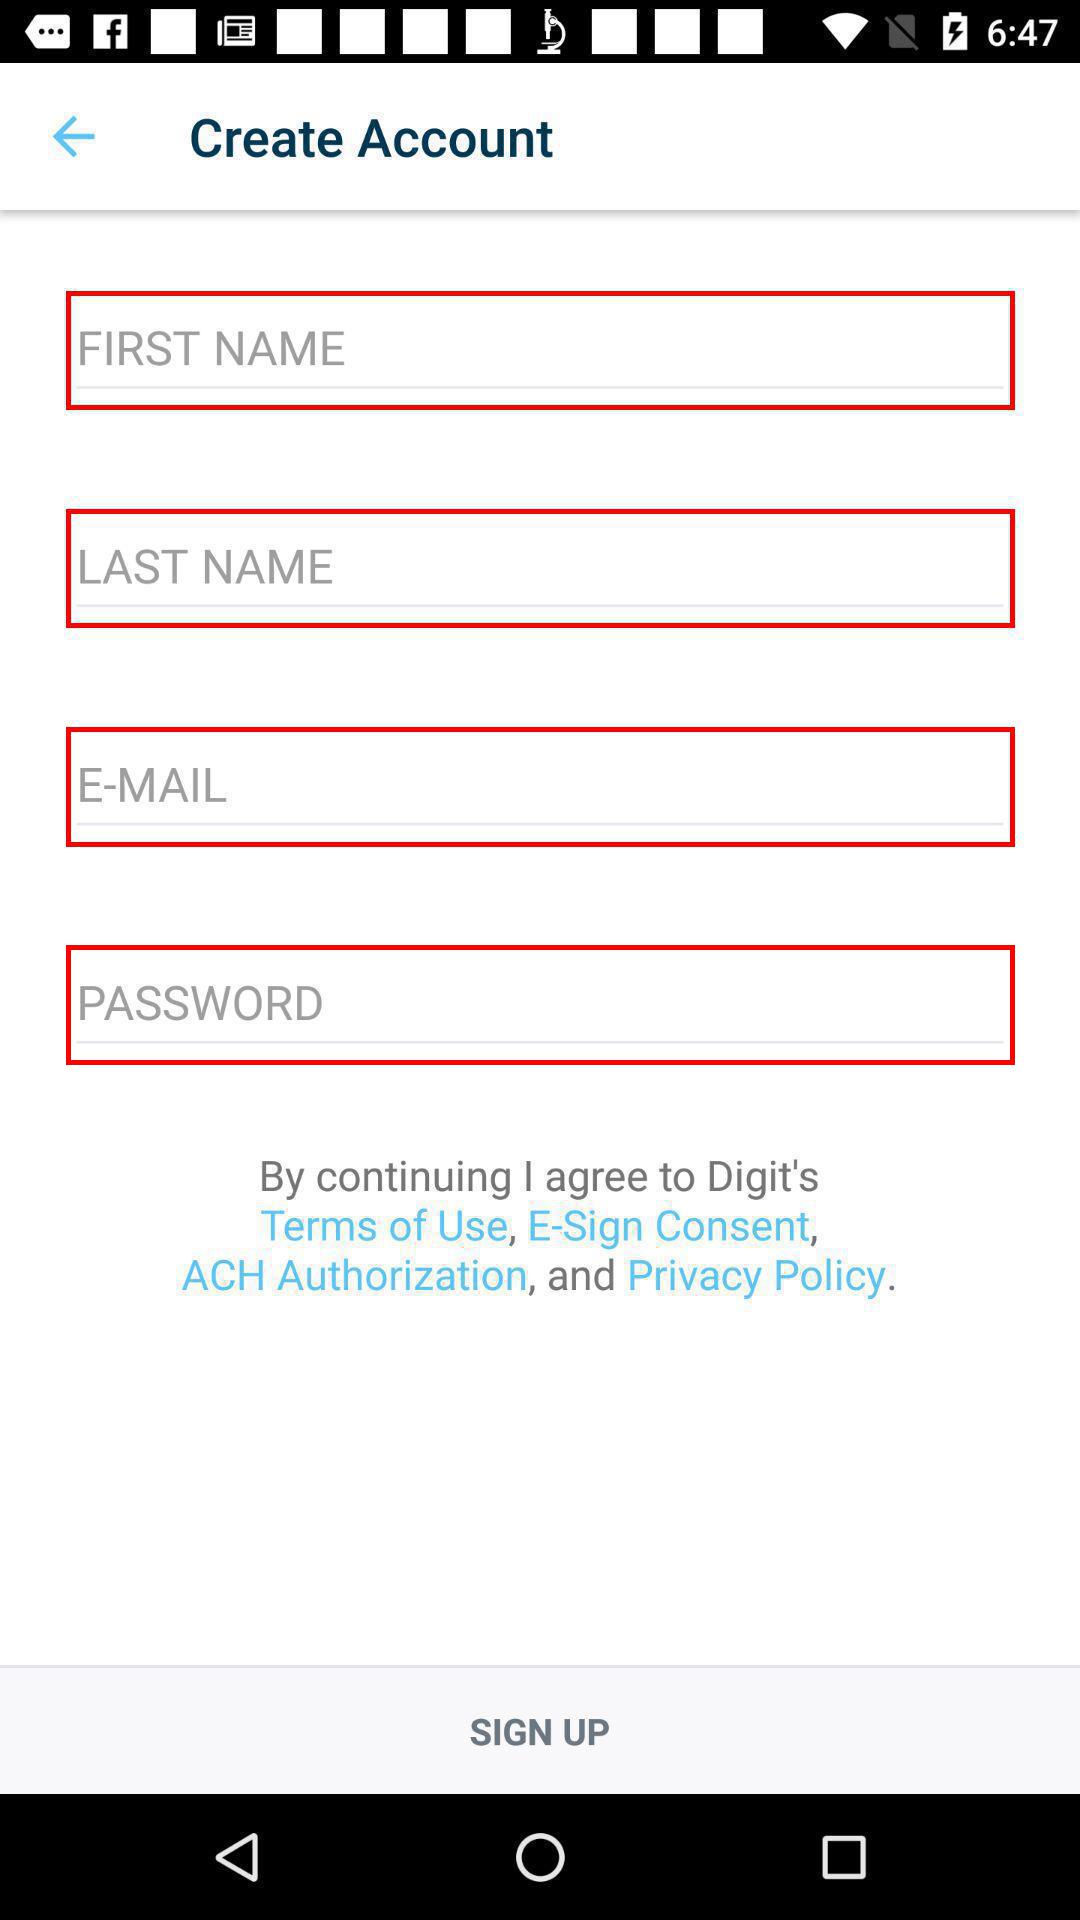 6:47
Create Account
FIRST NAME
LAST NAME
E-MAIL
PASSWORD
By continuing I agree to Digit's
Terms of Use, E-Sign Consent,
ACH Authorization, and Privacy Policy.
SIGN UP